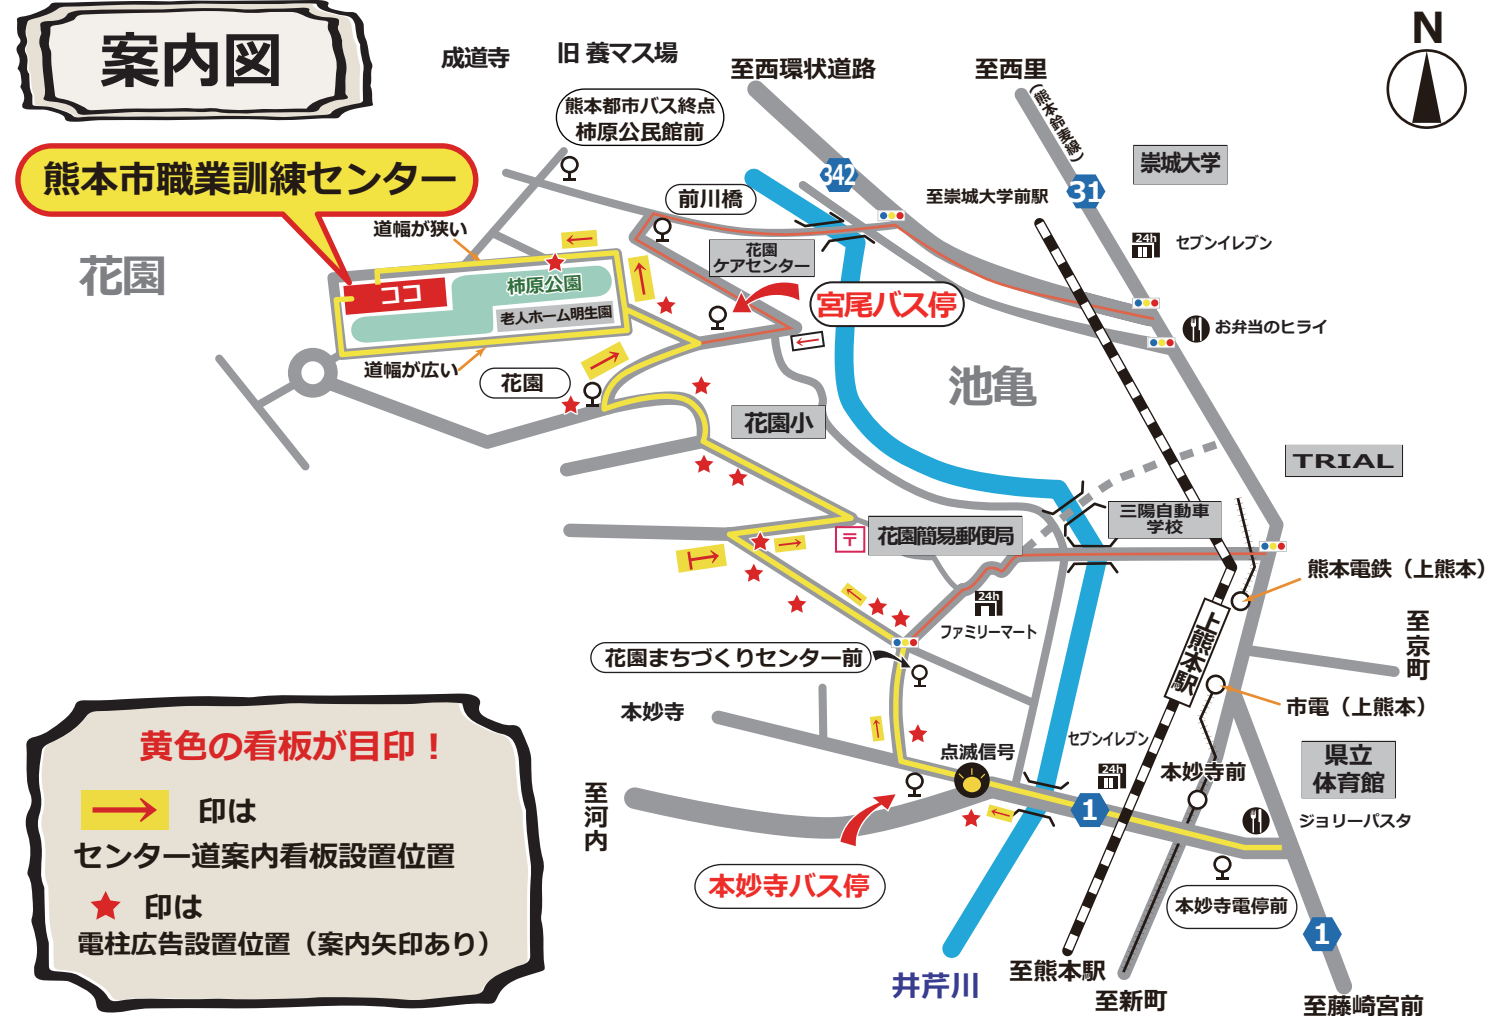 案内図
成道寺
旧 養マス場
至西環状道路
至西里
(熊本鈴麦線)
N
熊本都市バス終点
柿原公民館前
熊本市職業訓練センター
342
31
崇城大学
前川橋
至崇城大学前駅
道幅が狭い
花園
花園
ケアセンター
24h
セブンイレブン
柿原公園
ココ
老人ホーム明生園
宮尾バス停
お弁当のヒライ
道幅が広い
花園
池亀
花園小
TRIAL
三陽自動車
学校
〒
花園簡易郵便局
熊本電鉄（上熊本）
24h
ファミリーマート
上熊本駅
至京町
花園まちづくりセンター前
本妙寺
市電（上熊本）
点滅信号
セブンイレブン
24h
本妙寺前
県立
体育館
至河内
1
ジョリーパスタ
本妙寺バス停
本妙寺電停前
1
井芹川
至熊本駅
至新町
至藤崎宮前
黄色の看板が目印！
印は
センター道案内看板設置位置
印は
電柱広告設置位置（案内矢印あり）